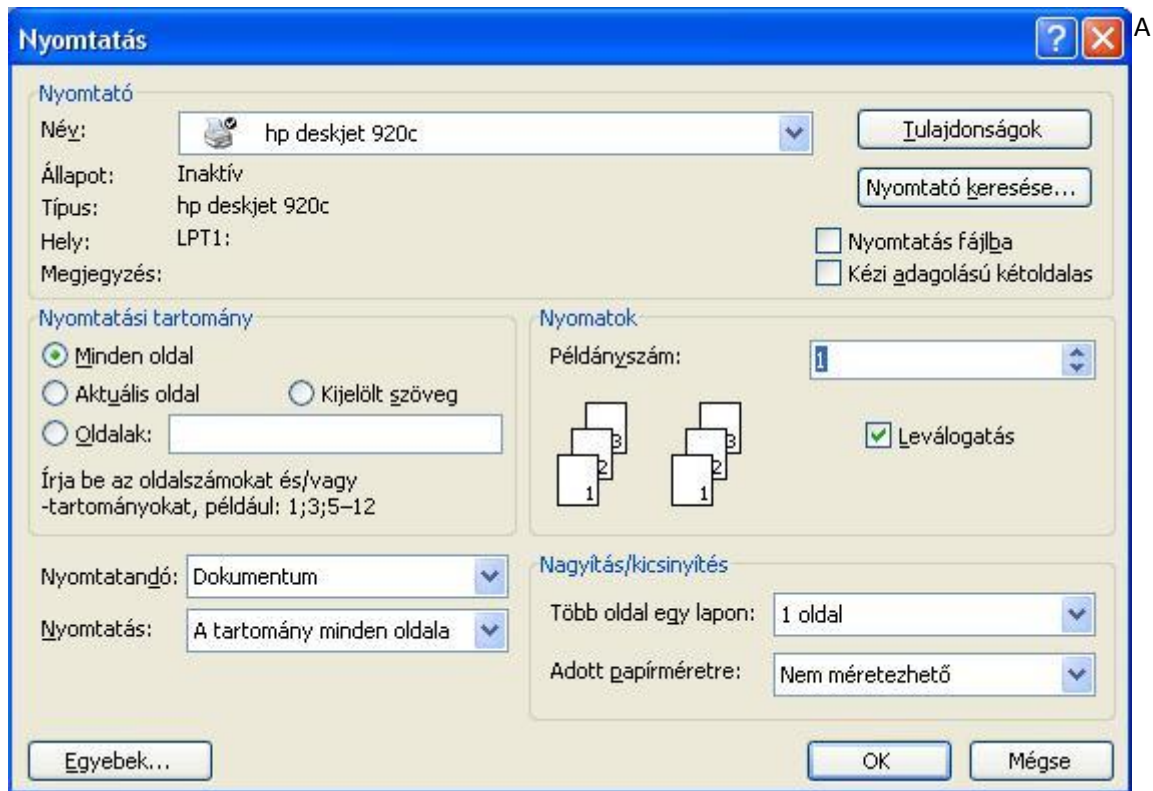 Nyomtatás
A
Nyomtató
Név: hp deskjet 920c
Tulajdonságok
Állapot: Inaktív
Nyomtató keresése...
Típus: hp deskjet 920c
Hely: LPT1:
Nyomtatás fájlba
Megjegyzés:
Kézi adagolású kétoldalas
Nyomtatási tartomány
Minden oldal
Aktuális oldal
Kijelölt szöveg
Oldalak:
Írja be az oldalszámokat és/vagy
-tartományokat, például: 1;3;5–12
Nyomatok
Példányszám: 1
3 3
2 2
1 1
Leválogatás
Nyomtatandó: Dokumentum
Nyomtatás: A tartomány minden oldala
Nagyítás/kicsinyítés
Több oldal egy lapon: 1 oldal
Adott papírméretre: Nem méretezhető
Egyebek...
OK
Mégse